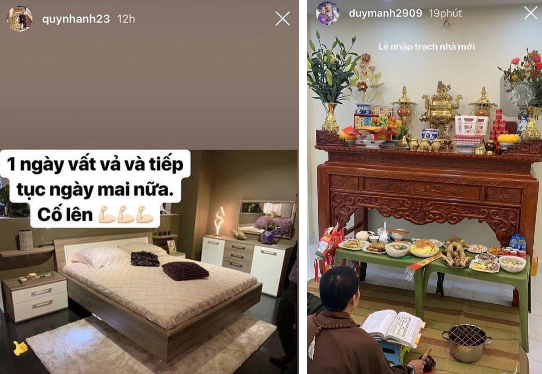 quynhanh23 12h
1 ngày vất vả và tiếp
tục ngày mai nữa.
Cố lên 💪🏻💪🏻💪🏻
duymanh2909 19phút
Lễ nhập trạch nhà mới